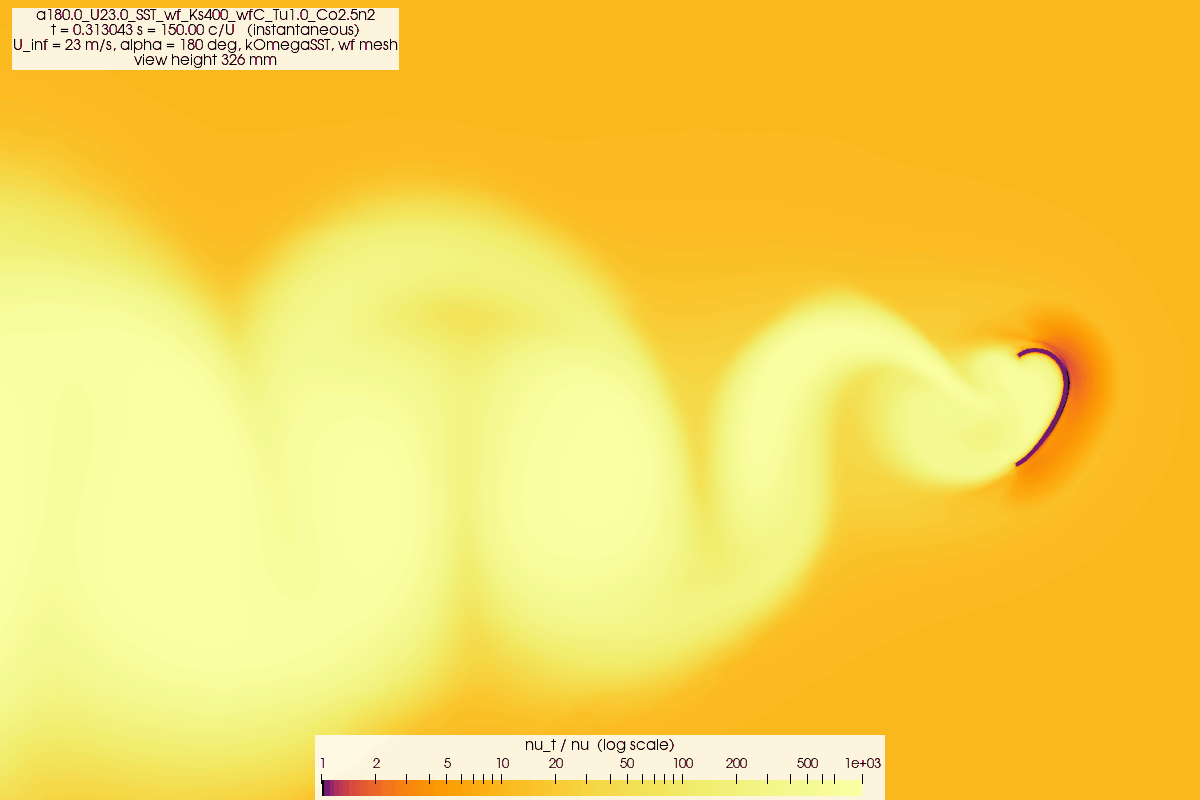 a180.0_U23.0_SST_wf_Ks400_wfC_Tu1.0_Co2.5n2
t = 0.313043 s = 150.00 c/U (instantaneous)
U_inf = 23 m/s, alpha = 180 deg, kOmegaSST, wf mesh
view height 326 mm
nu_t / nu (log scale)
1 2 5 10 20 50 100 200 500 1e+03